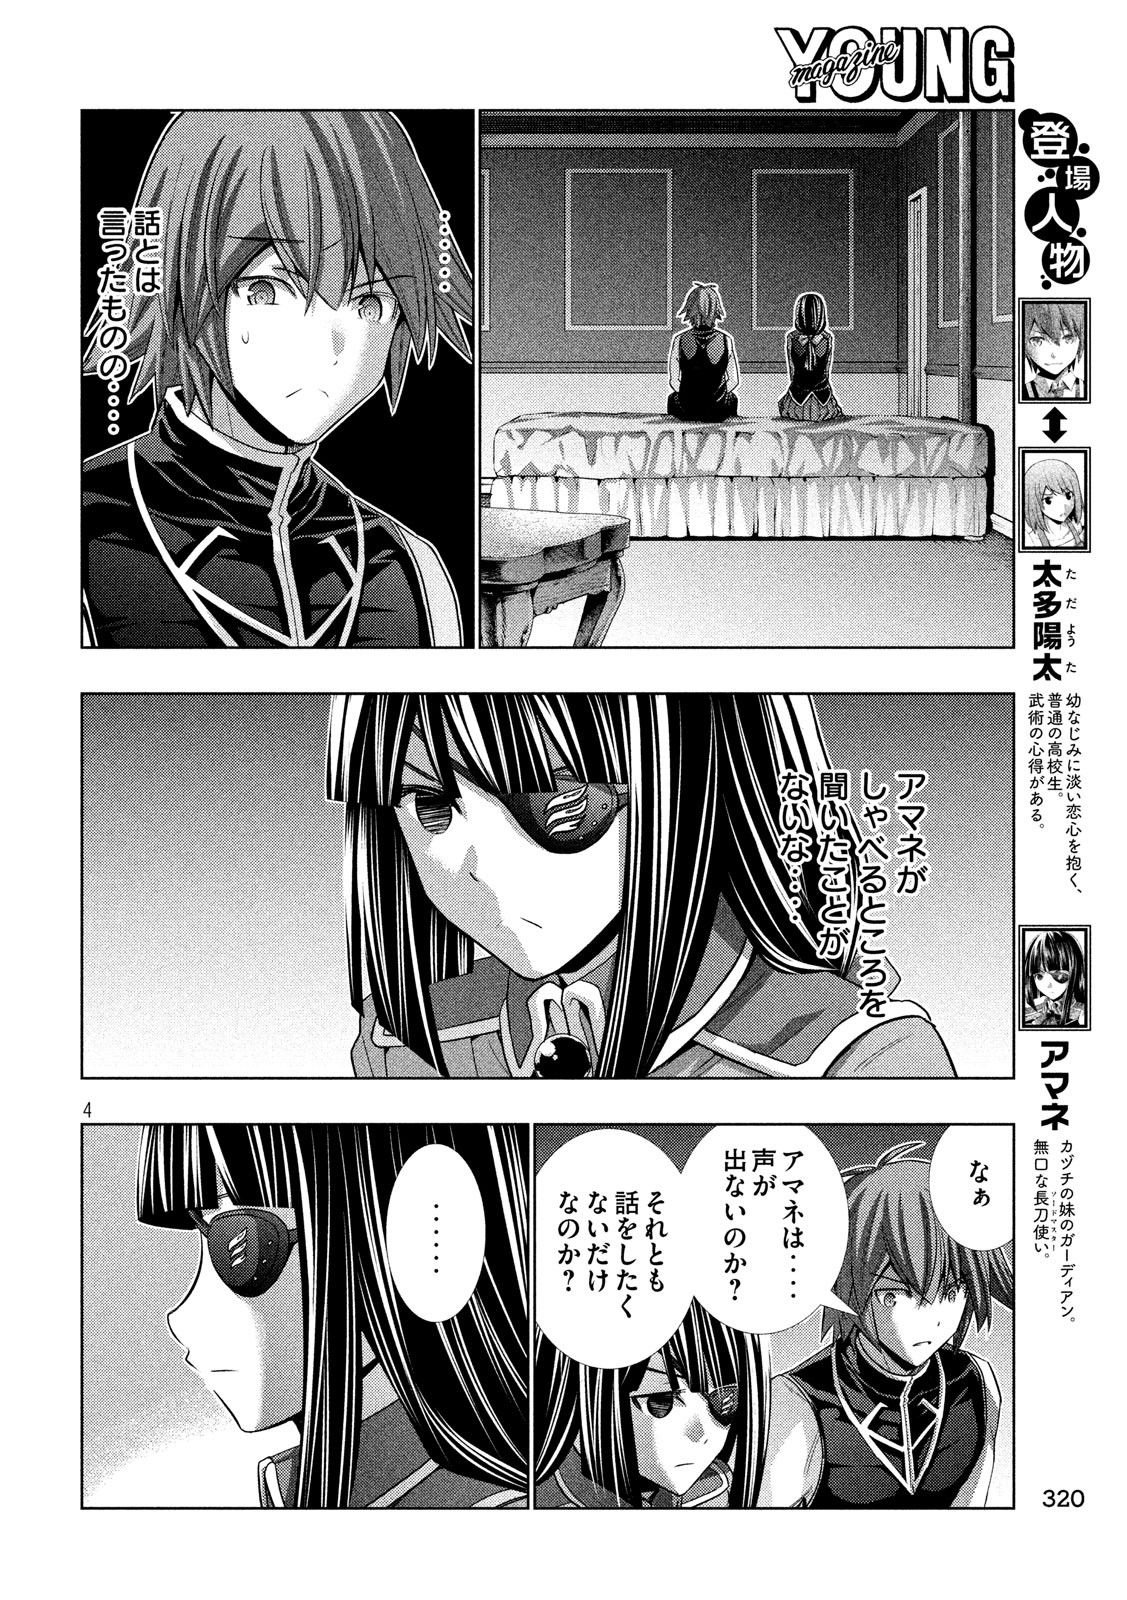 YOUNG
magazine
登場人物
太多陽太
ただようた
幼なじみに淡い恋心を抱く、
普通の高校生。
武術の心得がある。
アマネ
カヅチの妹のガーディアン。
無口な長刀使い。
ソードマスター
……
話とは
言ったものの……
アマネが
しゃべるところを
聞いたことが
ないな……
なぁ
アマネは‥‥
声が
出ないのか？
それとも
話をしたく
ないだけ
なのか？
……
4
320